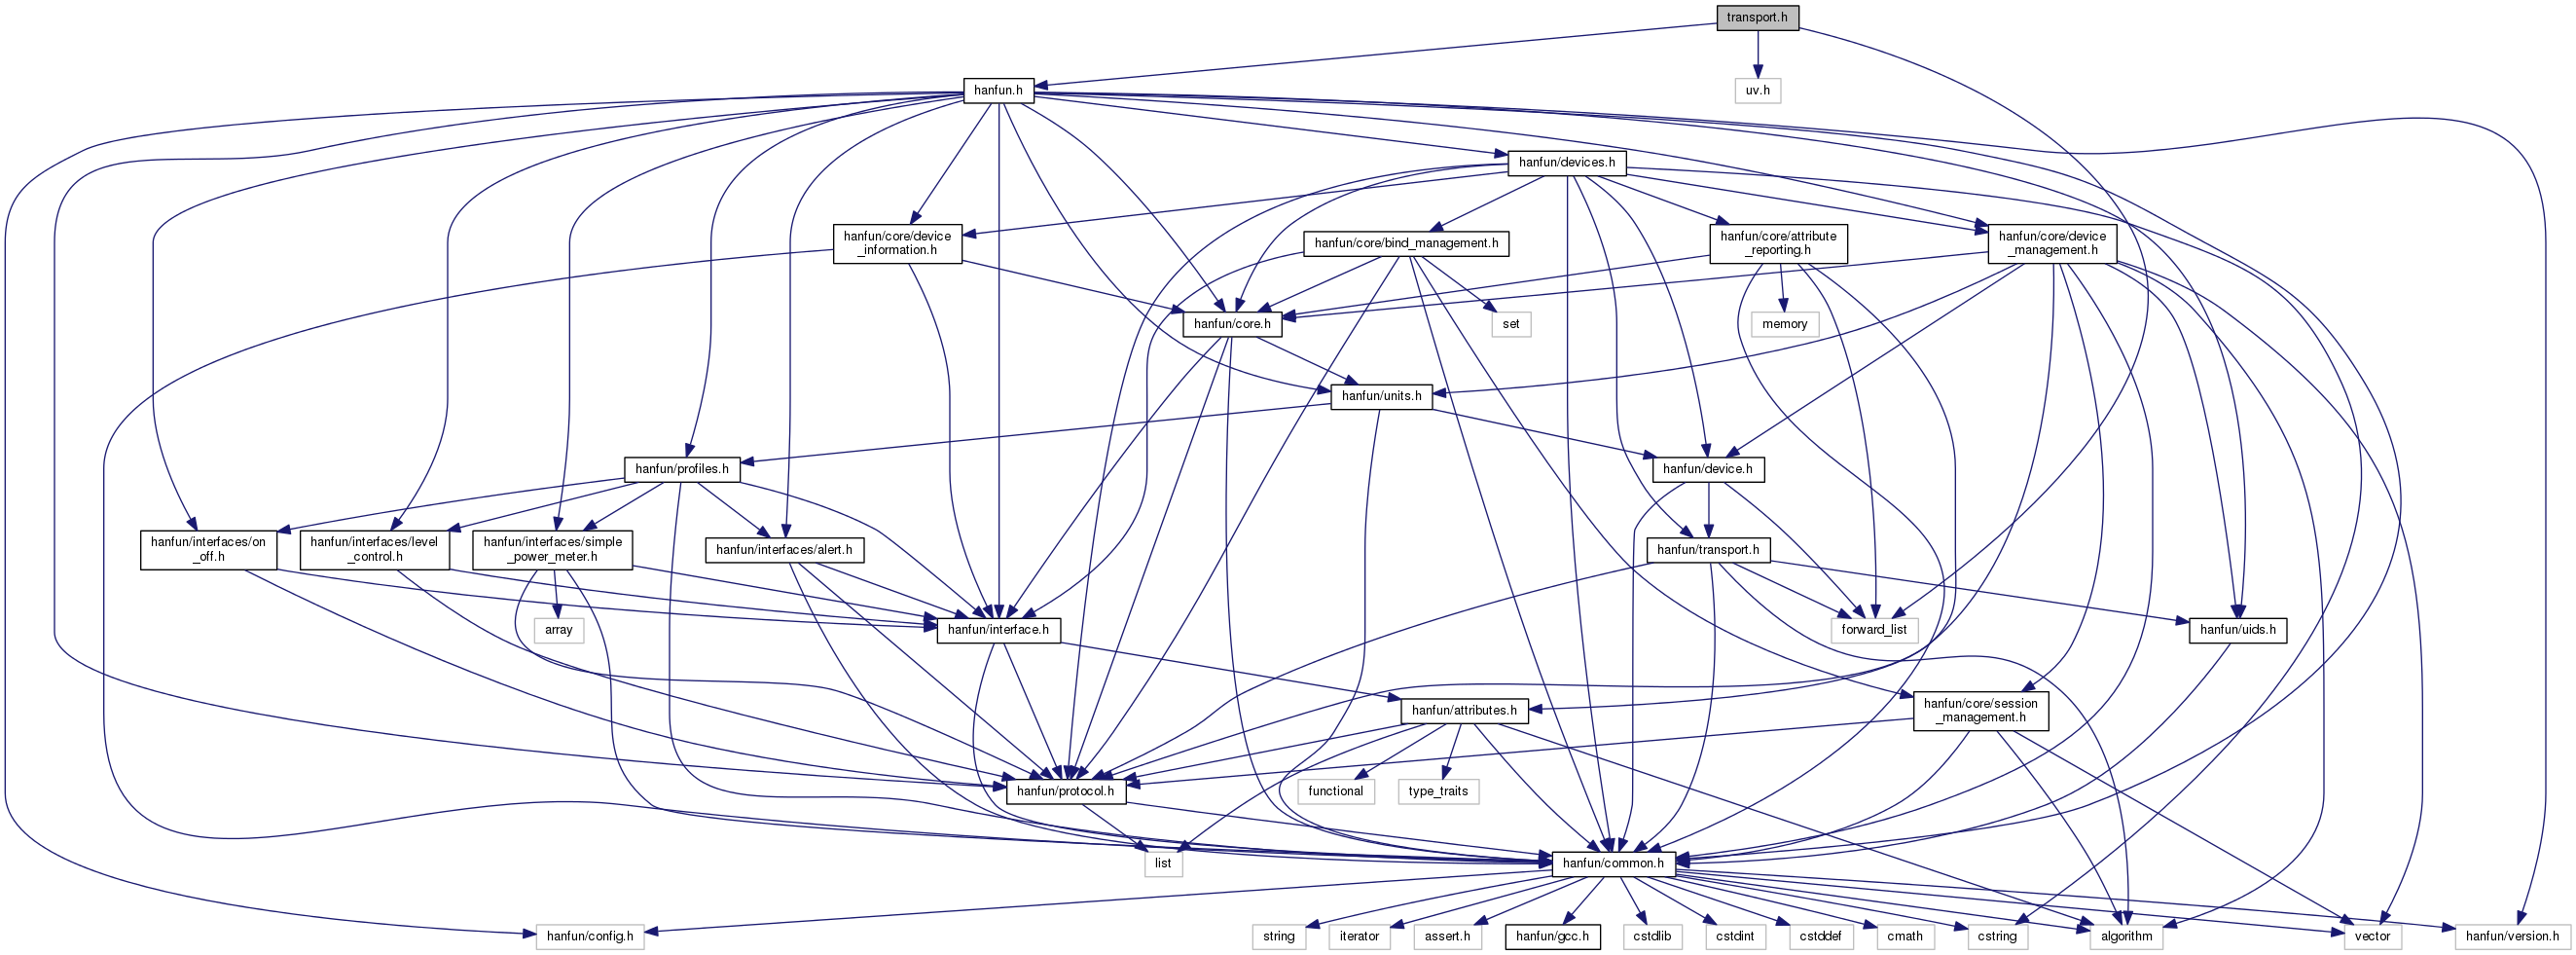 transport.h
hanfun.h
uv.h
hanfun/devices.h
hanfun/core/device
_information.h
hanfun/core/bind_management.h
hanfun/core/attribute
_reporting.h
hanfun/core/device
_management.h
hanfun/core.h
set
memory
hanfun/units.h
hanfun/profiles.h
hanfun/device.h
hanfun/interfaces/on
_off.h
hanfun/interfaces/level
_control.h
hanfun/interfaces/simple
_power_meter.h
hanfun/interfaces/alert.h
hanfun/transport.h
array
hanfun/interface.h
forward_list
hanfun/uids.h
hanfun/attributes.h
hanfun/core/session
_management.h
hanfun/protocol.h
functional
type_traits
list
hanfun/common.h
hanfun/config.h
string
iterator
assert.h
hanfun/gcc.h
cstdlib
cstdint
cstddef
cmath
cstring
algorithm
vector
hanfun/version.h